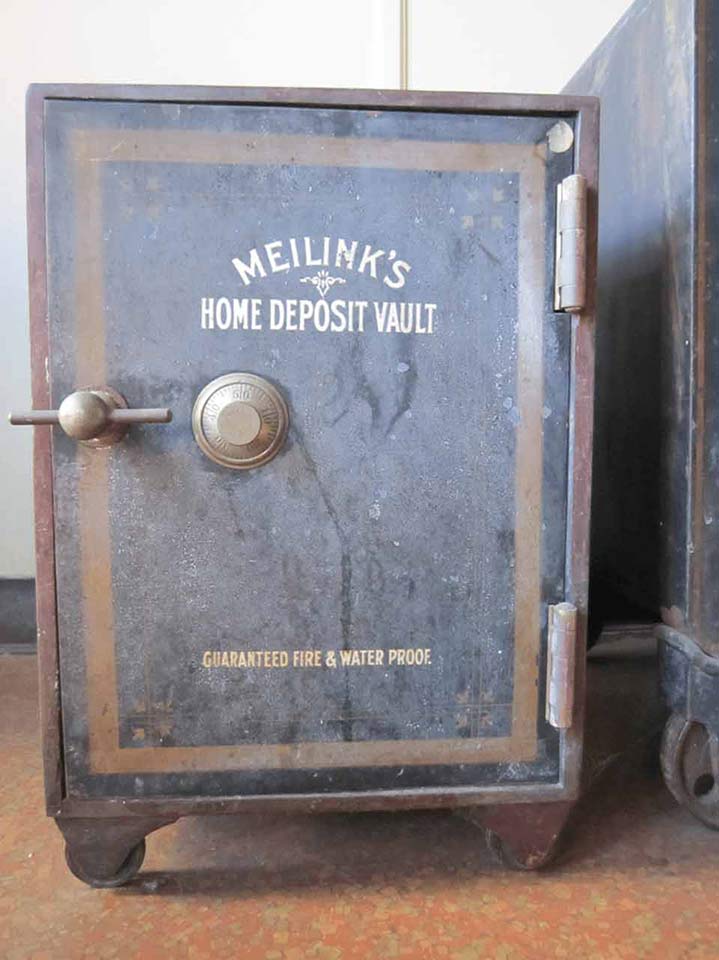 MEILINK'S
HOME DEPOSIT VAULT
GUARANTEED FIRE & WATER PROOF.